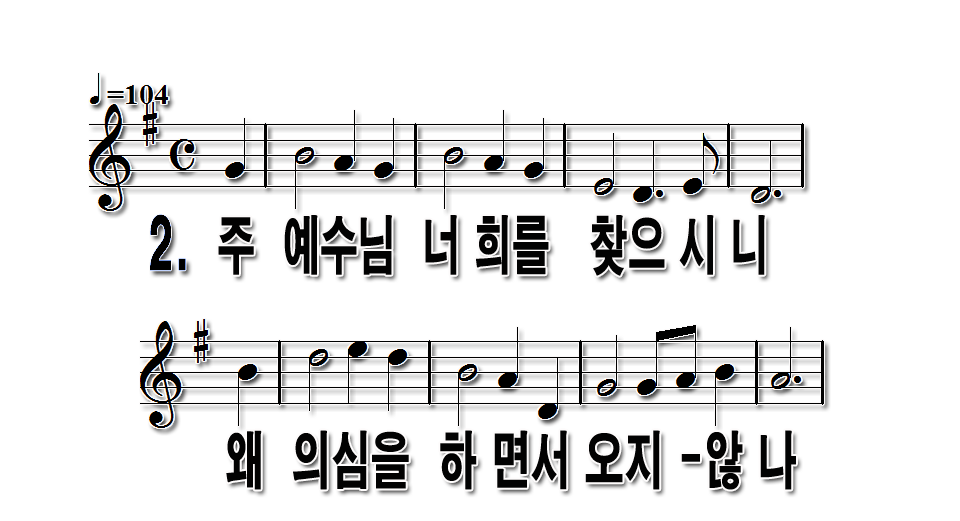 ♩=104
2. 주 예수님 너 희를 찾으 시 니
왜 의심을 하 면서 오지 -않 나